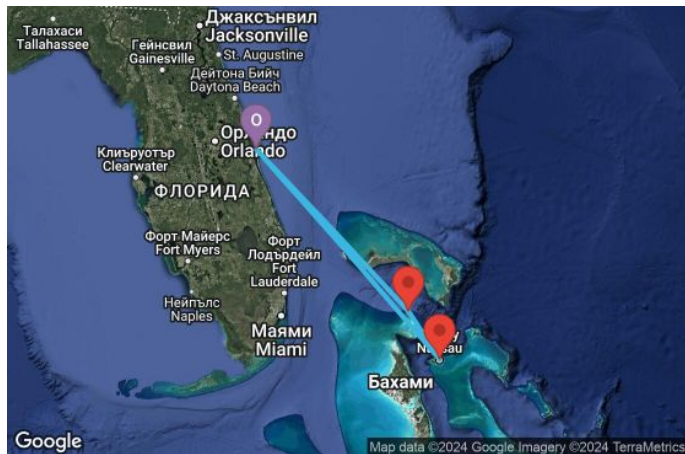 Джаксънвил
Jacksonville
Талахаси
Tallahassee
Гейнсвил
Gainesville
St. Augustine
Дейтона Бийч
Daytona Beach
O
Орландо
Orlando
Клиъруотър
Clearwater
ФЛОРИДА
Форт Майерс
Fort Myers
Форт
Лодърдейл
Fort
Lauderdale
Нейпълс
Naples
Маями
Miami
Nassau
Бахами
Google
Map data ©2024 Google Imagery ©2024 TerraMetrics